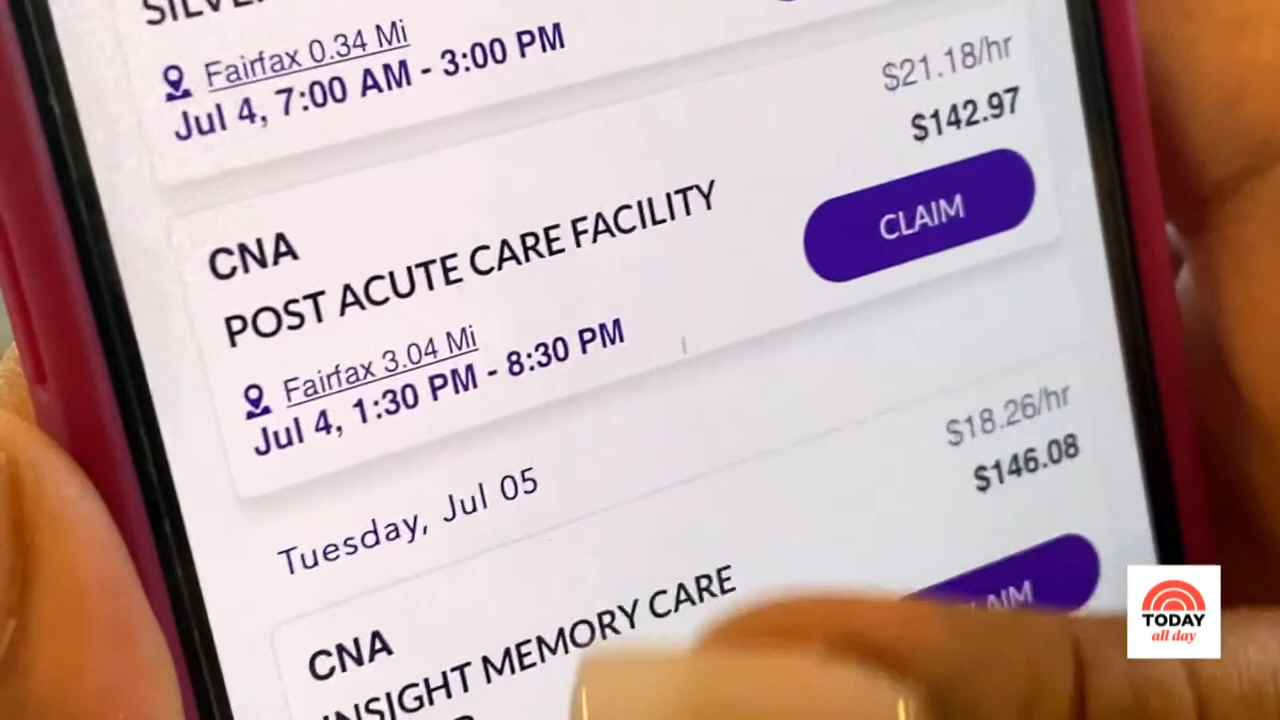 Fairfax 0.34 Mi
Jul 4, 7:00 AM - 3:00 PM
$21.18/hr
$142.97
CNA
POST ACUTE CARE FACILITY
CLAIM
Fairfax 3.04 Mi
Jul 4, 1:30 PM - 8:30 PM
Tuesday, Jul 05
$18.26/hr
$146.08
CNA
INSIGHT MEMORY CARE
TODAY
all day